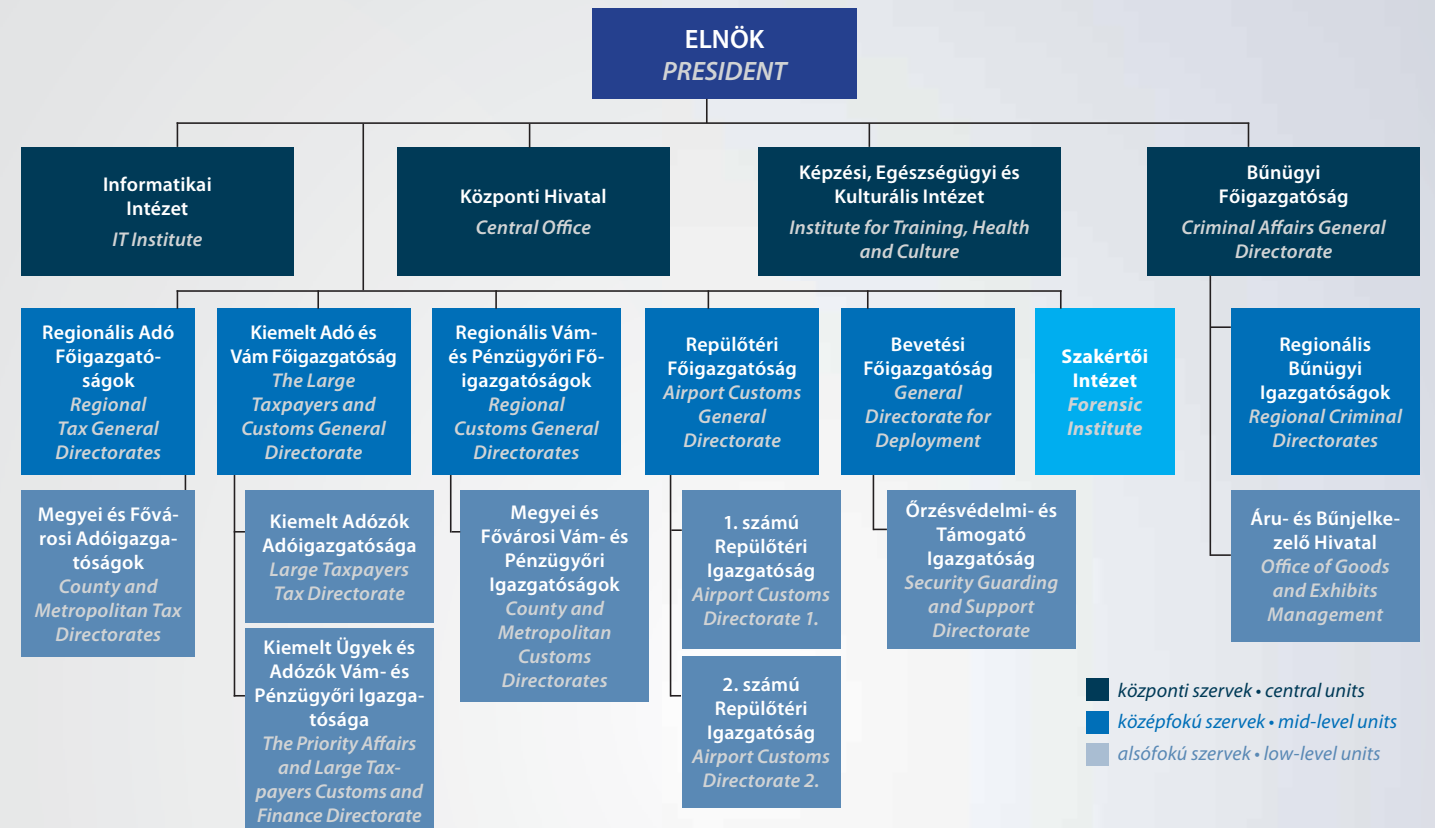 ELNÖK
PRESIDENT
Informatikai
Intézet
IT Institute
Központi Hivatal
Central Office
Képzési, Egészségügyi és
Kulturális Intézet
Institute for Training, Health
and Culture
Bűnügyi
Főigazgatóság
Criminal Affairs General
Directorate
Regionális Adó
Főigazgató-
ságok
Regional
Tax General
Directorates
Kiemelt Adó és
Vám Főigazgatóság
The Large
Taxpayers and
Customs General
Directorate
Regionális Vám-
és Pénzügyőri Fő-
igazgatóságok
Regional
Customs General
Directorates
Repülőtéri
Főigazgatóság
Airport Customs
General
Directorate
Bevetési
Főigazgatóság
General
Directorate for
Deployment
Szakértői
Intézet
Forensic
Institute
Regionális
Bűnügyi
Igazgatóságok
Regional Criminal
Directorates
Megyei és Fővá-
rosi Adóigazga-
tóságok
County and
Metropolitan Tax
Directorates
Kiemelt Adózók
Adóigazgatósága
Large Taxpayers
Tax Directorate
Kiemelt Ügyek és
Adózók Vám- és
Pénzügyőri Igazga-
tósága
The Priority Affairs
and Large Tax-
payers Customs and
Finance Directorate
Megyei és
Fővárosi Vám- és
Pénzügyőri
Igazgatóságok
County and
Metropolitan
Customs
Directorates
1. számú
Repülőtéri
Igazgatóság
Airport Customs
Directorate 1.
2. számú
Repülőtéri
Igazgatóság
Airport Customs
Directorate 2.
Őrzésvédelmi- és
Támogató
Igazgatóság
Security Guarding
and Support
Directorate
Áru- és Bűnjelke-
zelő Hivatal
Office of Goods
and Exhibits
Management
központi szervek • central units
középfokú szervek • mid-level units
alsófokú szervek • low-level units